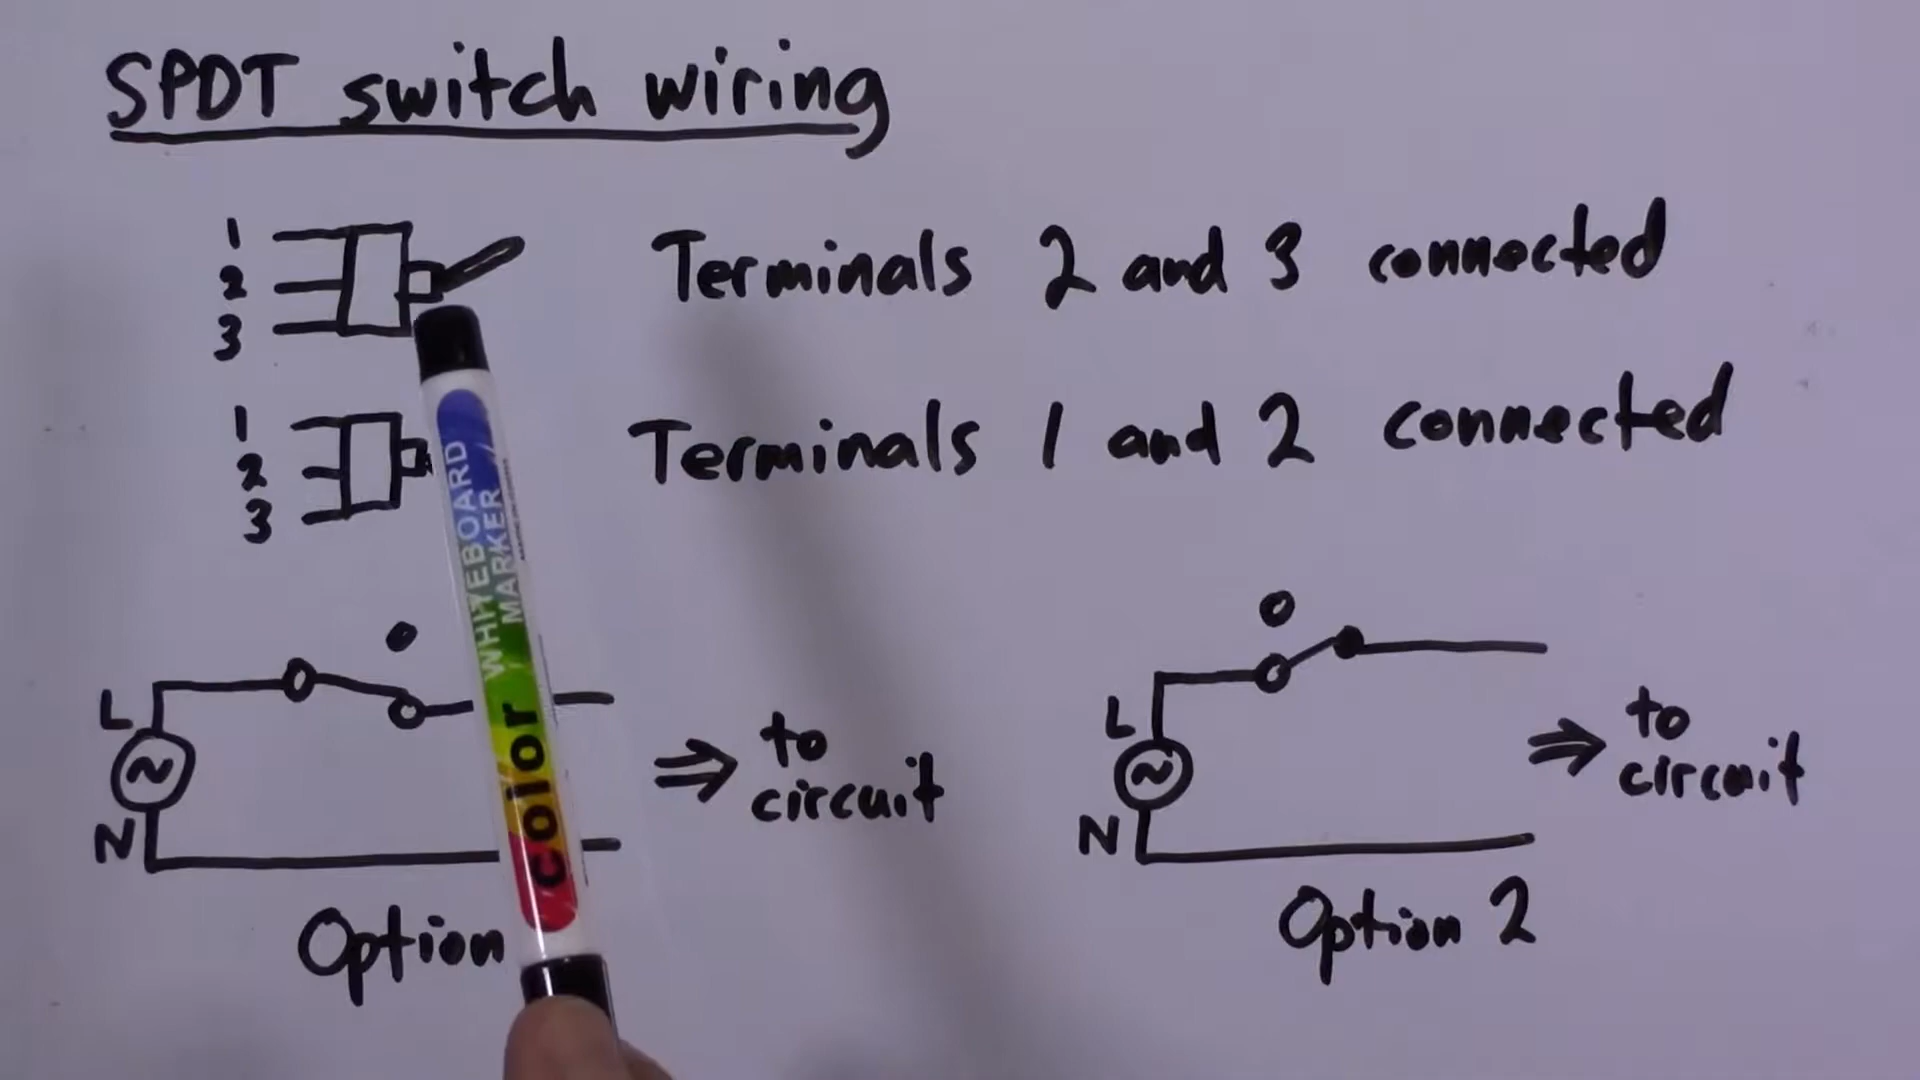 SPDT switch wiring
1
2
3
Terminals 2 and 3 connected
1
2
3
Terminals 1 and 2 connected
WHITEBOARD
MARKER
color
L
N
to
circuit
Option
L
N
to
circuit
Option 2